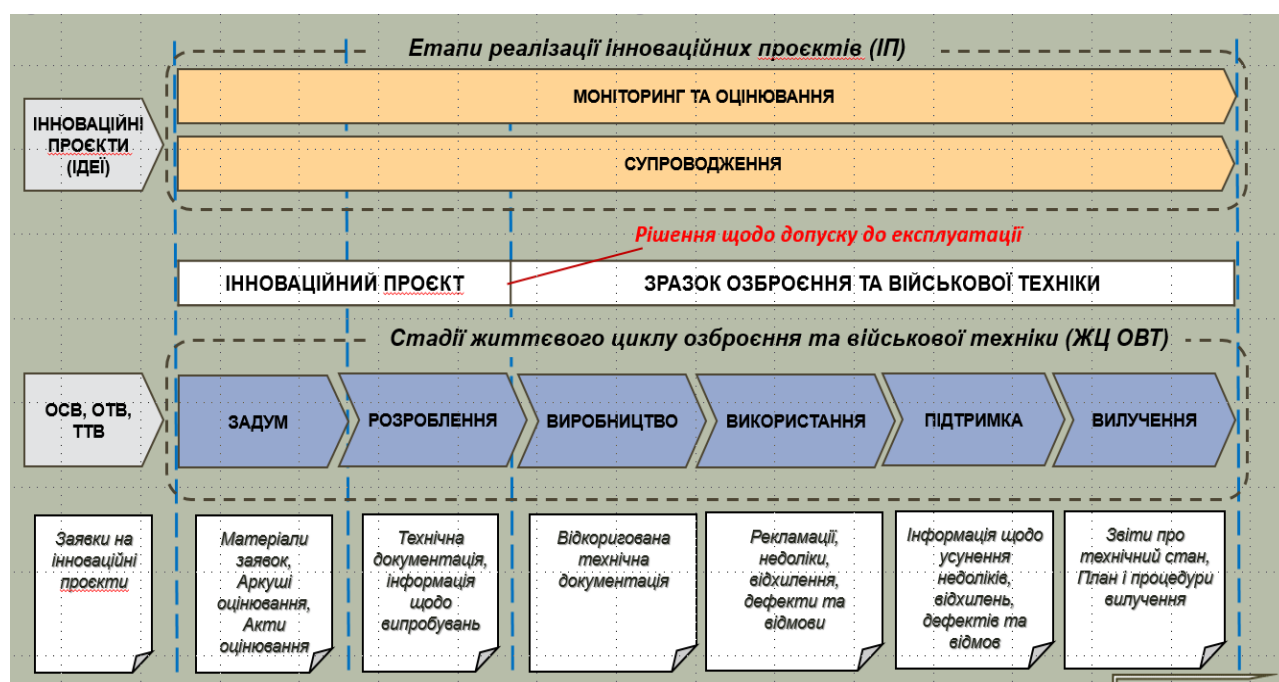 Етапи реалізації інноваційних проєктів (ІП)
МОНІТОРИНГ ТА ОЦІНЮВАННЯ
ІННОВАЦІЙНІ
ПРОЄКТИ
(ІДЕЇ)
СУПРОВОДЖЕННЯ
Рішення щодо допуску до експлуатації
ІННОВАЦІЙНИЙ ПРОЄКТ
ЗРАЗОК ОЗБРОЄННЯ ТА ВІЙСЬКОВОЇ ТЕХНІКИ
Стадії життєвого циклу озброєння та військової техніки (ЖЦ ОВТ)
ОСВ, ОТВ,
ТТВ
ЗАДУМ
РОЗРОБЛЕННЯ
ВИРОБНИЦТВО
ВИКОРИСТАННЯ
ПІДТРИМКА
ВИЛУЧЕННЯ
Заявки на
інноваційні
проєкти
Матеріали
заявок,
Аркуші
оцінювання,
Акти
оцінювання
Технічна
документація,
інформація
щодо
випробувань
Відкоригована
технічна
документація
Рекламації,
недоліки,
відхилення,
дефекти та
відмови
Інформація щодо
усунення
недоліків,
відхилень,
дефектів та
відмов
Звіти про
технічний стан,
План і процедури
вилучення